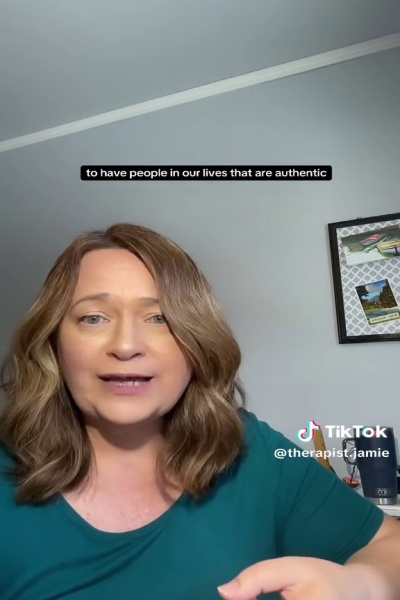 to have people in our lives that are authentic
TikTok
@therapist.jamie